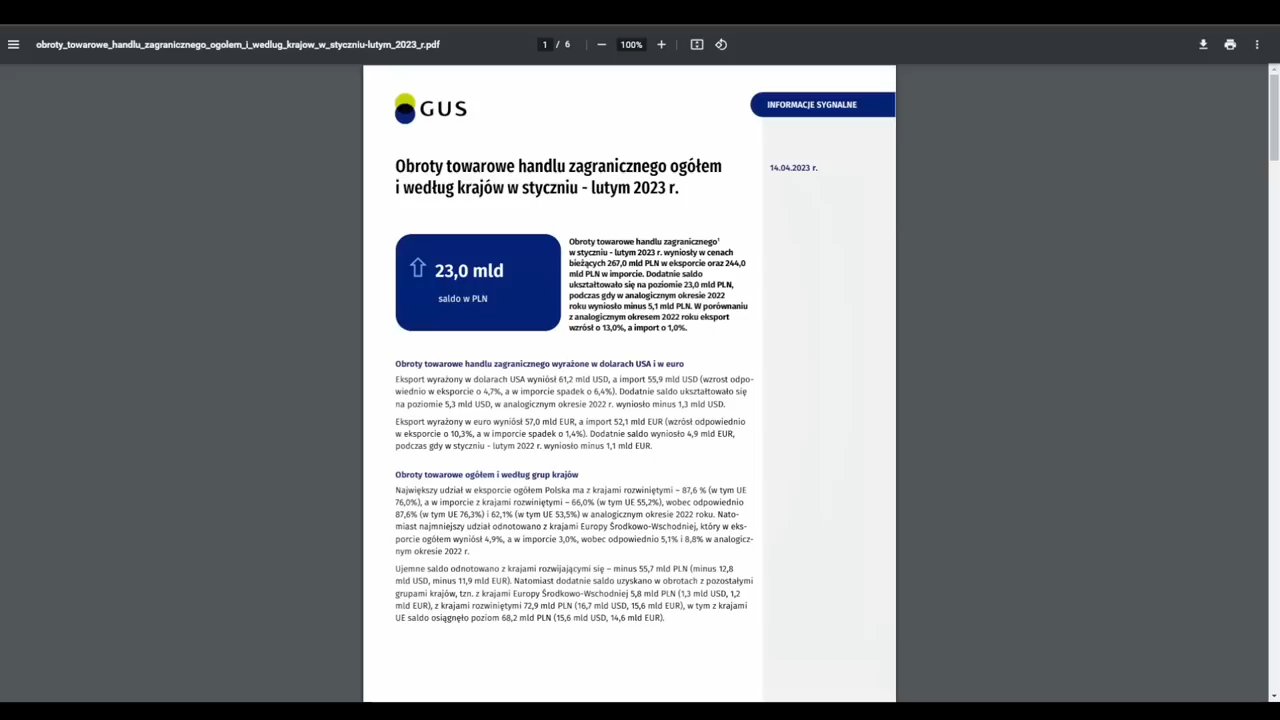 obroty_towarowe_handlu_zagranicznego_ogołem_i_wedlug_krajow_w_styczniu-lutym_2023_r.pdf
1 / 6
100%
GUS
INFORMACJE SYGNALNE
14.04.2023 r.
Obroty towarowe handlu zagranicznego ogółem
i według krajów w styczniu - lutym 2023 r.
23,0 mld
saldo w PLN
Obroty towarowe handlu zagranicznego¹
w styczniu - lutym 2023 r. wyniosły w cenach
bieżących 267,0 mld PLN w eksporcie oraz 244,0
mld PLN w imporcie. Dodatnie saldo
ukształtowało się na poziomie 23,0 mld PLN,
podczas gdy w analogicznym okresie 2022
roku wyniosło minus 5,1 mld PLN. W porównaniu
z analogicznym okresem 2022 roku eksport
wzrósł o 13,0%, a import o 1,0%.
Obroty towarowe handlu zagranicznego wyrażone w dolarach USA i w euro
Eksport wyrażony w dolarach USA wyniósł 61,2 mld USD, a import 55,9 mld USD (wzrost odpo-
wiednio w eksporcie o 4,7%, a w imporcie spadek o 6,4%). Dodatnie saldo ukształtowało się
na poziomie 5,3 mld USD, w analogicznym okresie 2022 r. wyniosło minus 1,3 mld USD.
Eksport wyrażony w euro wyniósł 57,0 mld EUR, a import 52,1 mld EUR (wzrósł odpowiednio
w eksporcie o 10,3%, a w imporcie spadek o 1,4%). Dodatnie saldo wyniosło 4,9 mld EUR,
podczas gdy w styczniu - lutym 2022 r. wyniosło minus 1,1 mld EUR.
Obroty towarowe ogółem i według grup krajów
Największy udział w eksporcie ogółem Polska ma z krajami rozwiniętymi – 87,6 % (w tym UE
76,0%), a w imporcie z krajami rozwiniętymi – 66,0% (w tym UE 55,2%), wobec odpowiednio
87,6% (w tym UE 76,3%) i 62,1% (w tym UE 53,5%) w analogicznym okresie 2022 roku. Nato-
miast najmniejszy udział odnotowano z krajami Europy Środkowo-Wschodniej, który w eks-
porcie ogółem wyniósł 4,9%, a w imporcie 3,0%, wobec odpowiednio 5,1% i 8,8% w analogicz-
nym okresie 2022 r.
Ujemne saldo odnotowano z krajami rozwijającymi się – minus 55,7 mld PLN (minus 12,8
mld USD, minus 11,9 mld EUR). Natomiast dodatnie saldo uzyskano w obrotach z pozostałymi
grupami krajów, tzn. z krajami Europy Środkowo-Wschodniej 5,8 mld PLN (1,3 mld USD, 1,2
mld EUR), z krajami rozwiniętymi 72,9 mld PLN (16,7 mld USD, 15,6 mld EUR), w tym z krajami
UE saldo osiągnęło poziom 68,2 mld PLN (15,6 mld USD, 14,6 mld EUR).